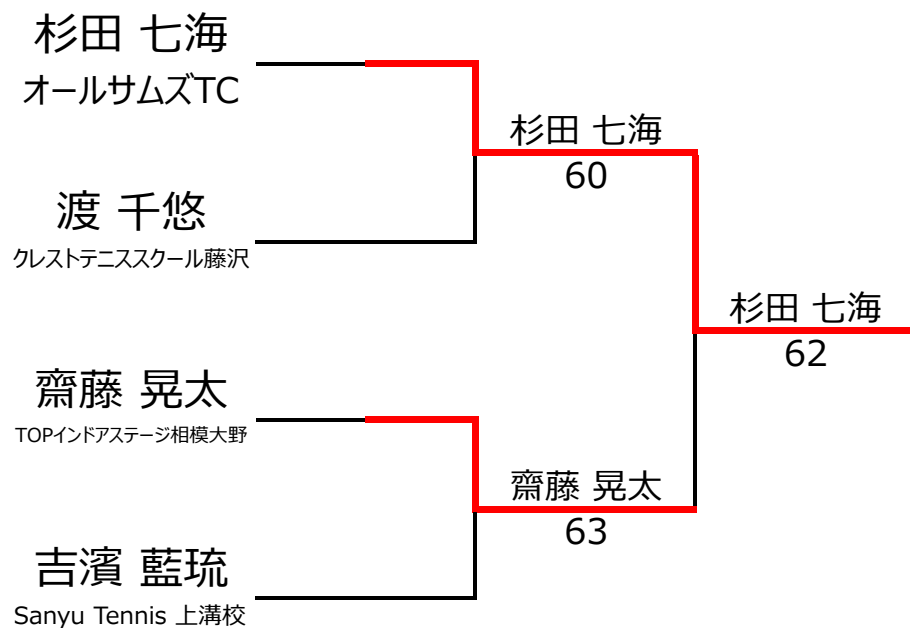 杉田 七海
オールサムズTC
杉田 七海
60
渡 千悠
クレストテニススクール藤沢
杉田 七海
62
齋藤 晃太
TOPインドアステージ相模大野
齋藤 晃太
63
吉濱 藍琉
Sanyu Tennis 上溝校